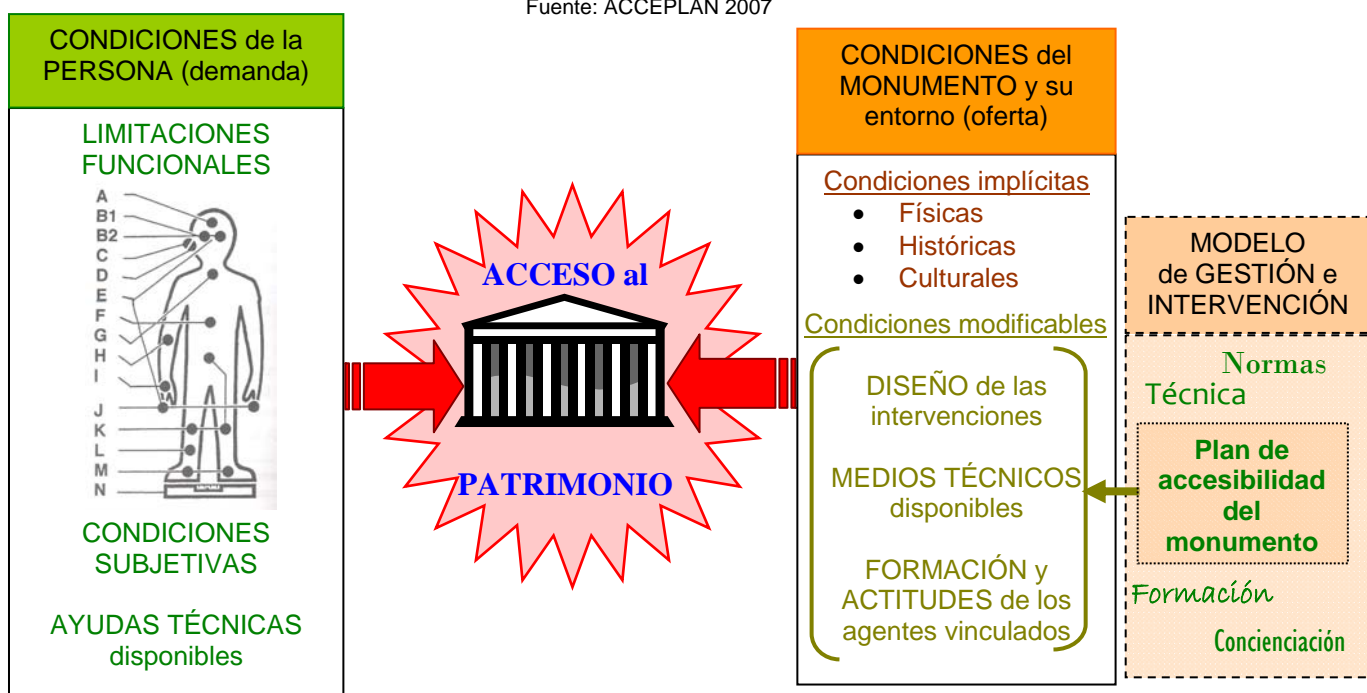 Fuente: ACCEPLAN 2007
CONDICIONES de la
PERSONA (demanda)
LIMITACIONES
FUNCIONALES
A
B1
B2
C
D
E
F
G
H
I
J
K
L
M
N
CONDICIONES
SUBJETIVAS
AYUDAS TÉCNICAS
disponibles
ACCESO al
PATRIMONIO
CONDICIONES del
MONUMENTO y su
entorno (oferta)
Condiciones implícitas
• Físicas
• Históricas
• Culturales
Condiciones modificables
DISEÑO de las
intervenciones
MEDIOS TÉCNICOS
disponibles
FORMACIÓN y
ACTITUDES de los
agentes vinculados
MODELO
de GESTIÓN e
INTERVENCIÓN
Normas
Técnica
Plan de
accesibilidad
del
monumento
Formación
Concienciación